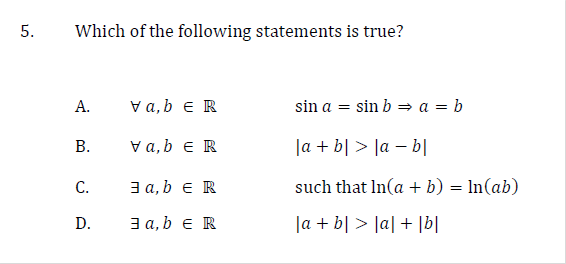 5. Which of the following statements is true?
A. ∀ a, b ∈ ℝ sin a = sin b ⇒ a = b
B. ∀ a, b ∈ ℝ |a + b| > |a − b|
C. ∃ a, b ∈ ℝ such that ln(a + b) = ln(ab)
D. ∃ a, b ∈ ℝ |a + b| > |a| + |b|